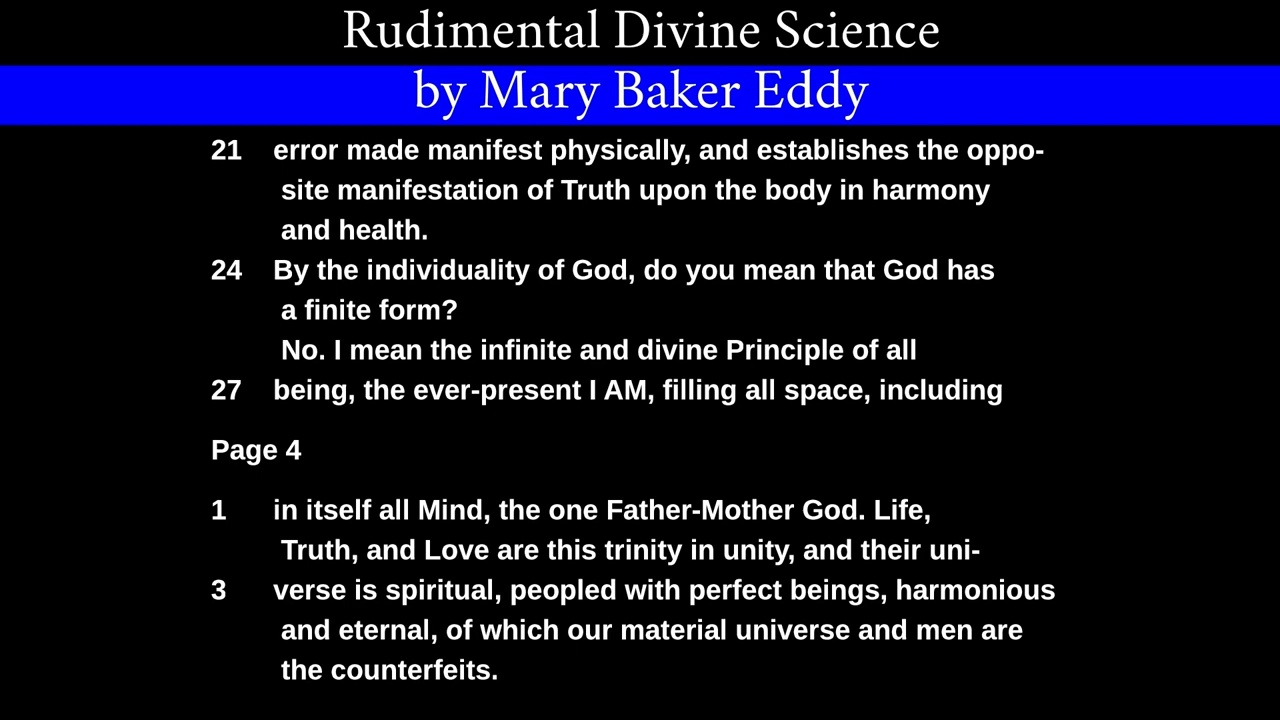 Rudimental Divine Science
by Mary Baker Eddy
21 error made manifest physically, and establishes the oppo-
site manifestation of Truth upon the body in harmony
and health.
24 By the individuality of God, do you mean that God has
a finite form?
No. I mean the infinite and divine Principle of all
27 being, the ever-present I AM, filling all space, including
Page 4
1 in itself all Mind, the one Father-Mother God. Life,
Truth, and Love are this trinity in unity, and their uni-
3 verse is spiritual, peopled with perfect beings, harmonious
and eternal, of which our material universe and men are
the counterfeits.